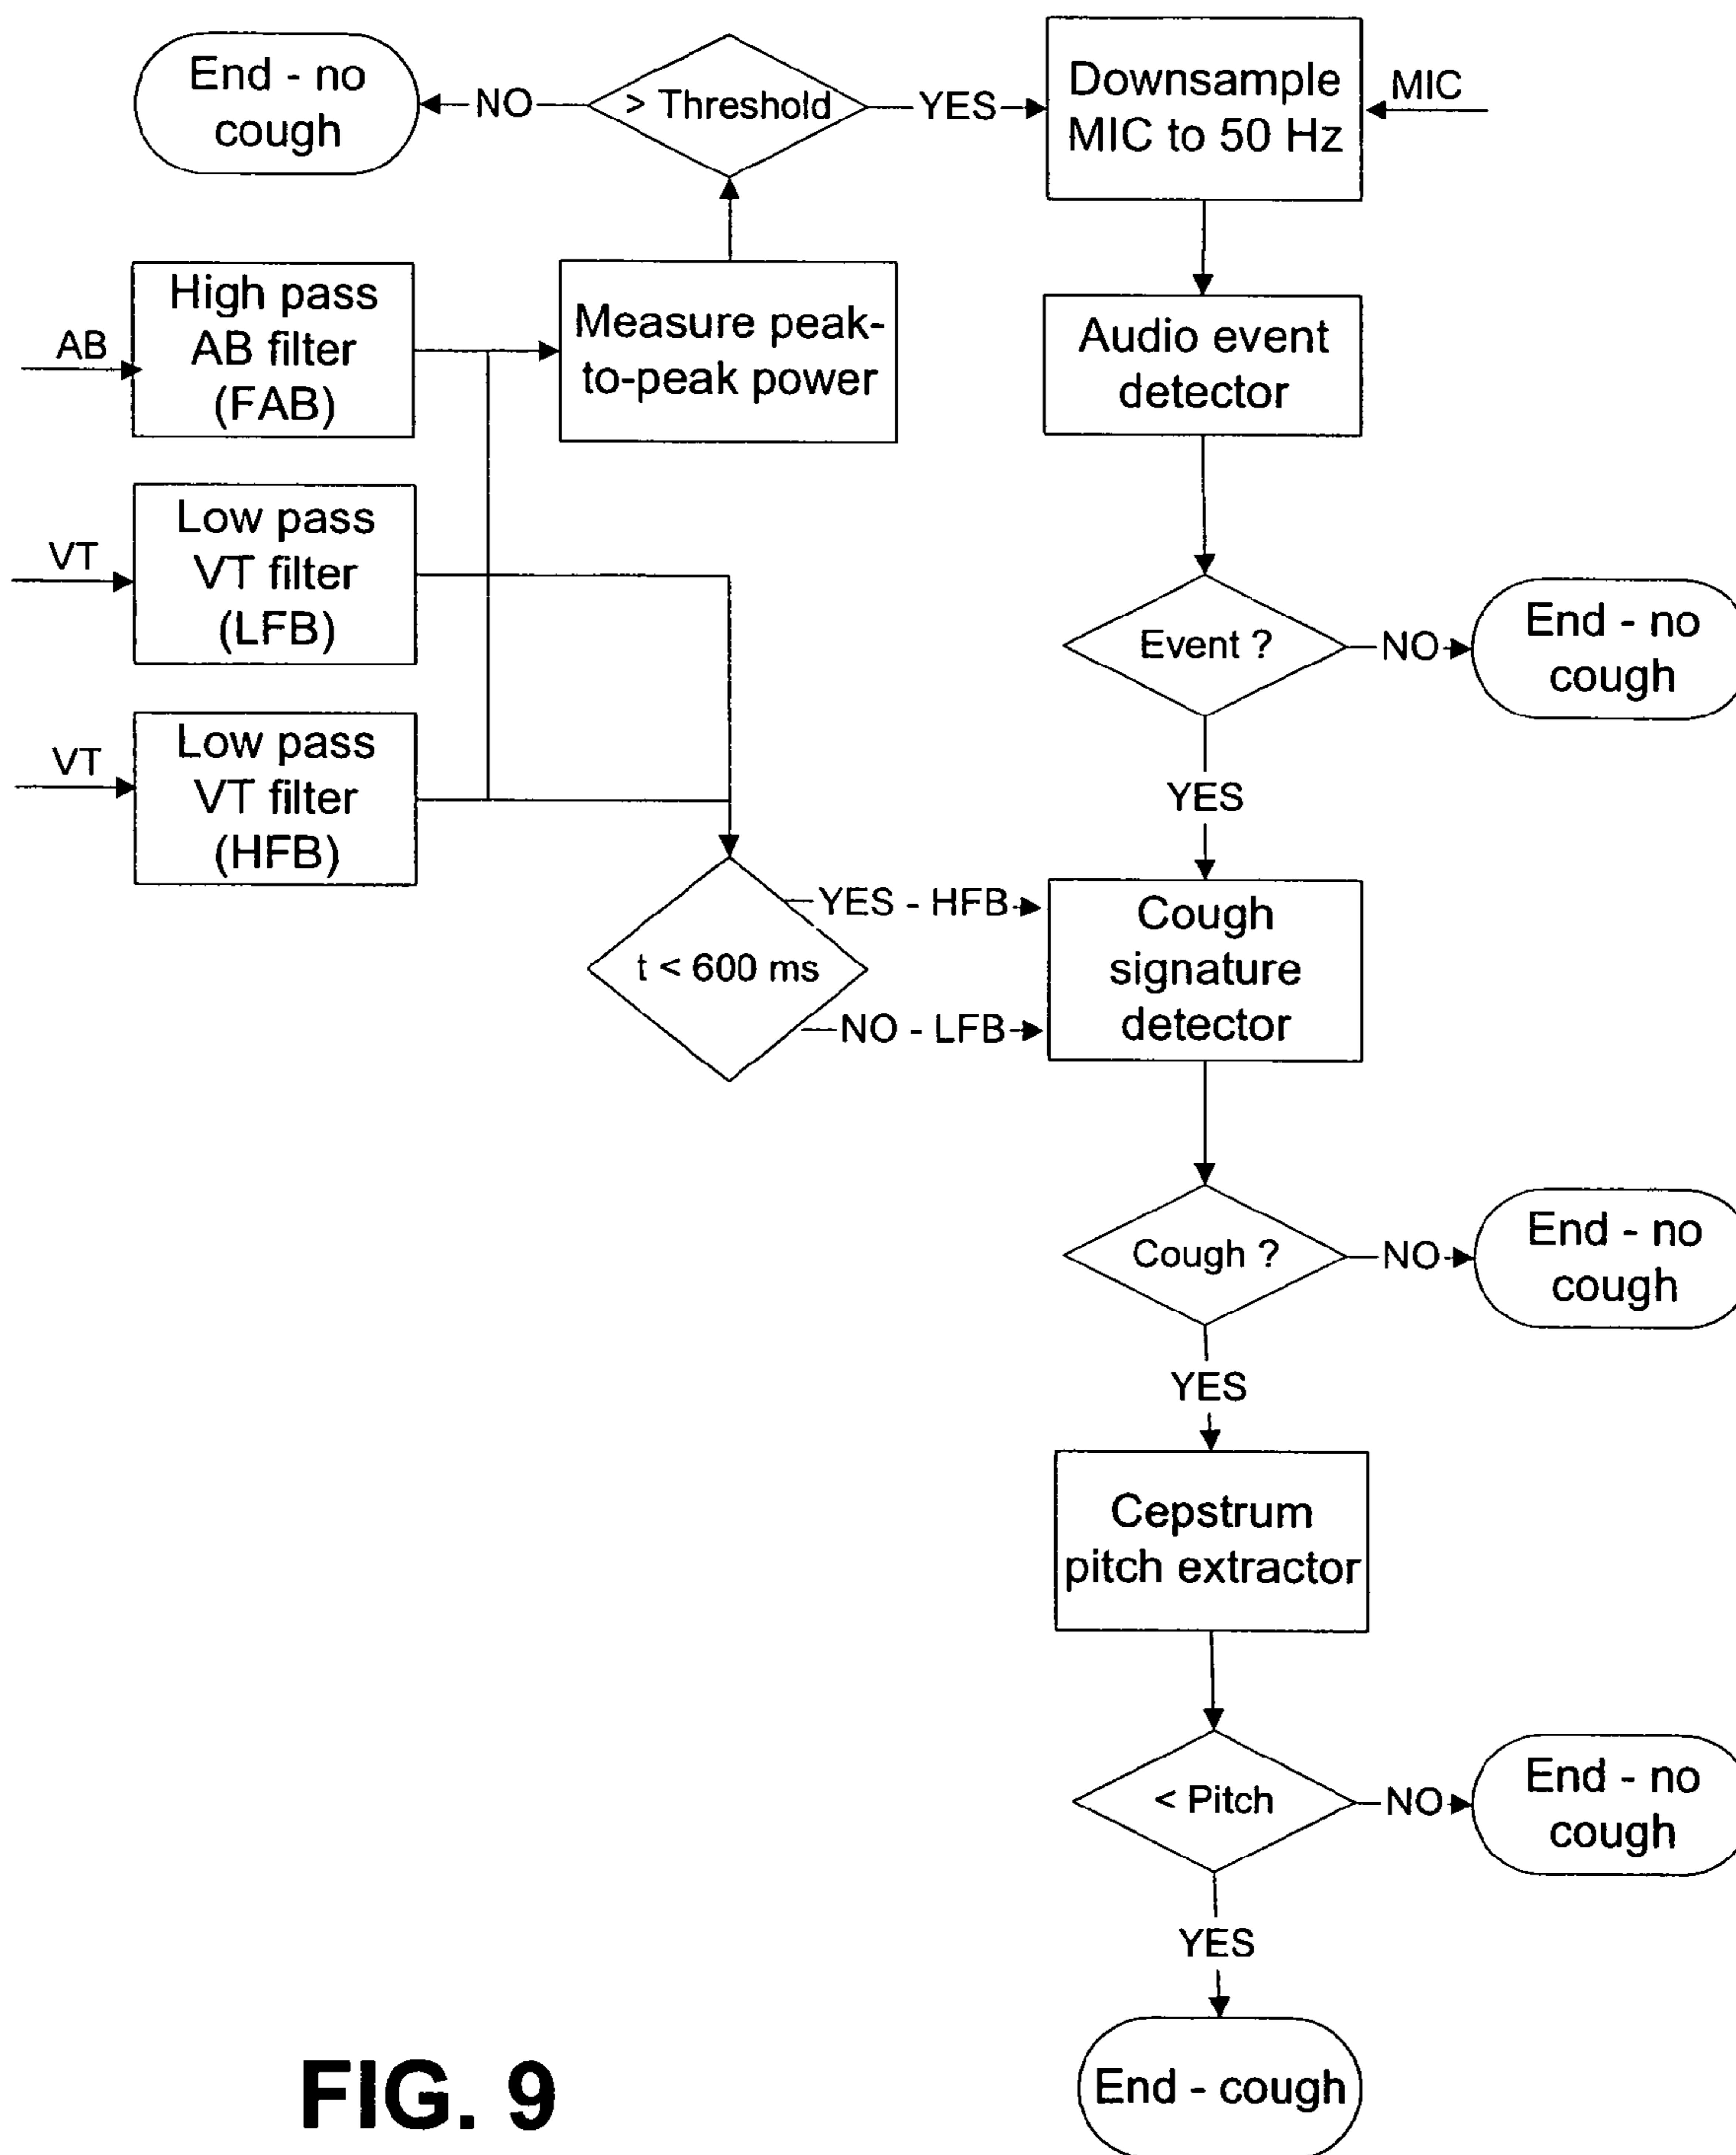 End - no
cough
NO
> Threshold
YES
Downsample
MIC to 50 Hz
MIC
AB
High pass
AB filter
(FAB)
Measure peak-
to-peak power
Audio event
detector
VT
Low pass
VT filter
(LFB)
Event ?
NO
End - no
cough
YES
VT
Low pass
VT filter
(HFB)
t < 600 ms
YES - HFB
NO - LFB
Cough
signature
detector
Cough ?
NO
End - no
cough
YES
Cepstrum
pitch extractor
< Pitch
NO
End - no
cough
YES
End - cough
FIG. 9